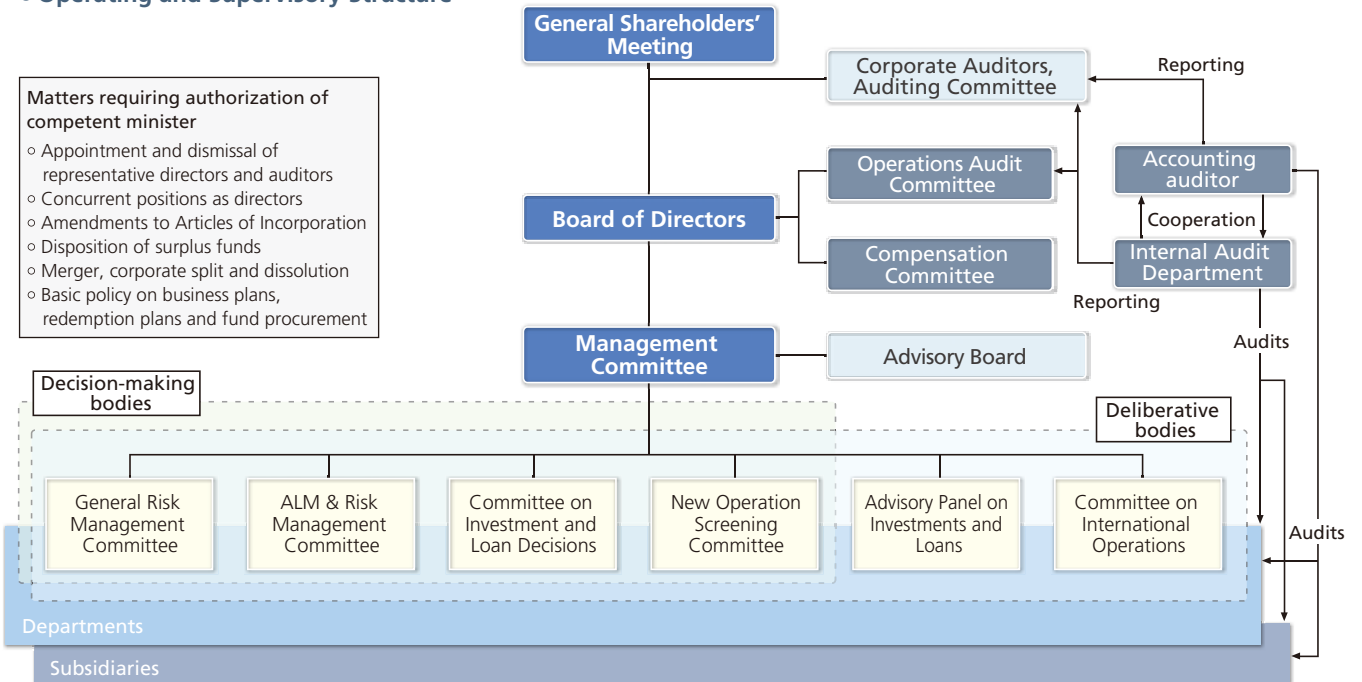 • Operating and Supervisory Structure
General Shareholders’
Meeting
Corporate Auditors,
Auditing Committee
Reporting
Matters requiring authorization of
competent minister
○ Appointment and dismissal of
representative directors and auditors
○ Concurrent positions as directors
○ Amendments to Articles of Incorporation
○ Disposition of surplus funds
○ Merger, corporate split and dissolution
○ Basic policy on business plans,
redemption plans and fund procurement
Operations Audit
Committee
Accounting
auditor
Board of Directors
Cooperation
Compensation
Committee
Internal Audit
Department
Reporting
Management
Committee
Advisory Board
Audits
Decision-making
bodies
Deliberative
bodies
General Risk
Management
Committee
ALM & Risk
Management
Committee
Committee on
Investment and
Loan Decisions
New Operation
Screening
Committee
Advisory Panel on
Investments and
Loans
Committee on
International
Operations
Audits
Departments
Subsidiaries